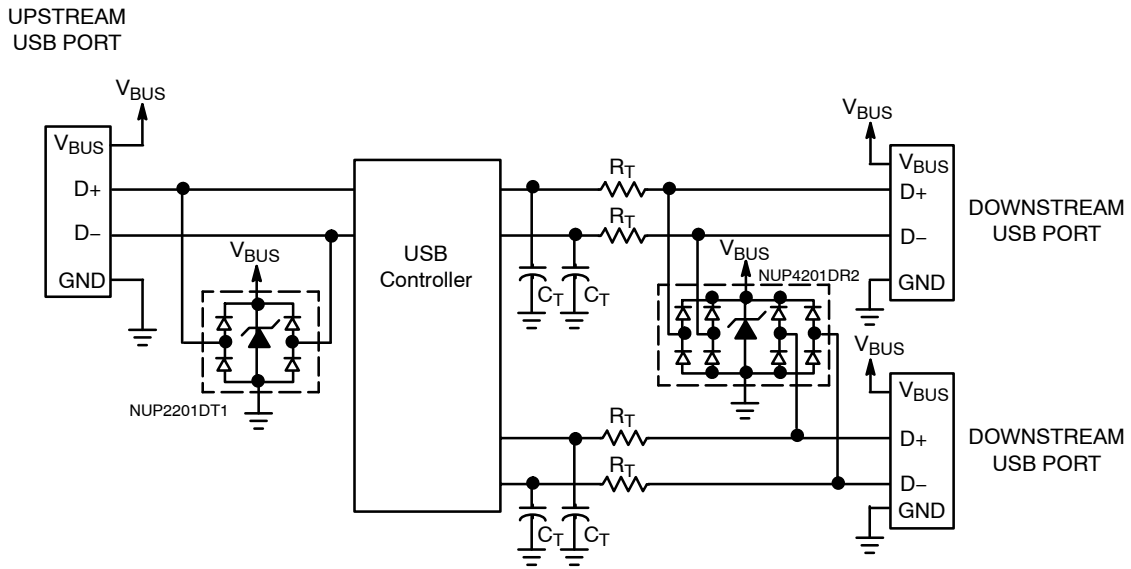 UPSTREAM
USB PORT
VBUS
VBUS
D+
D−
GND
VBUS
NUP2201DT1
USB
Controller
RT
RT
CT
CT
VBUS
NUP4201DR2
VBUS
VBUS
D+
D−
GND
DOWNSTREAM
USB PORT
RT
RT
CT
CT
VBUS
VBUS
D+
D−
GND
DOWNSTREAM
USB PORT